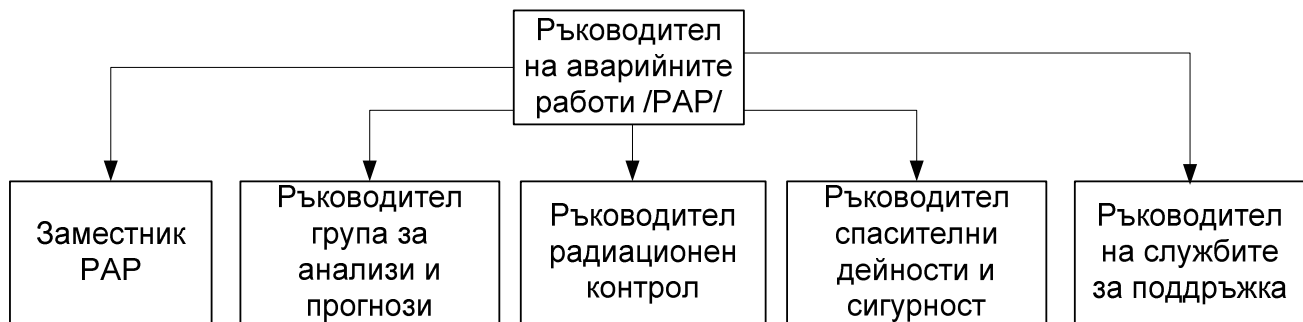 Ръководител
на аварийните
работи /РАР/
Заместник
РАР
Ръководител
група за
анализи и
прогнози
Ръководител
радиационен
контрол
Ръководител
спасителни
дейности и
сигурност
Ръководител
на службите
за поддръжка